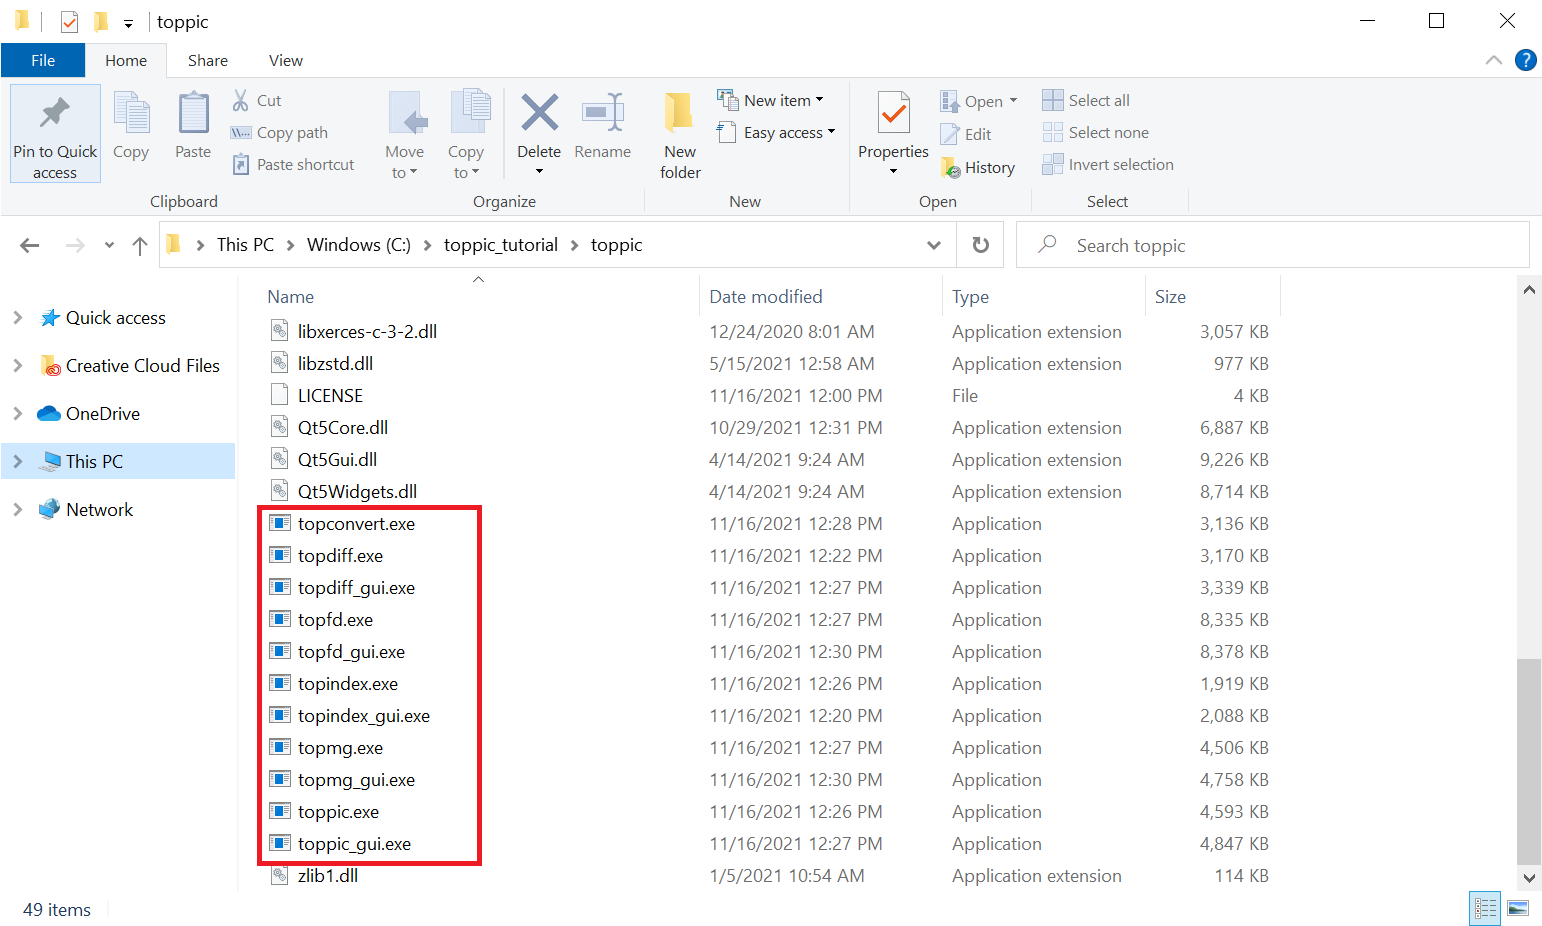 toppic
File Home Share View
Pin to Quick access
Copy
Paste
Cut
Copy path
Paste shortcut
Clipboard
Move to
Copy to
Delete
Rename
Organize
New folder
New item
Easy access
New
Properties
Open
Edit
History
Open
Select all
Select none
Invert selection
Select
This PC > Windows (C:) > toppic_tutorial > toppic
Search toppic
Quick access
Creative Cloud Files
OneDrive
This PC
Network
Name Date modified Type Size
libxerces-c-3-2.dll 12/24/2020 8:01 AM Application extension 3,057 KB
libzstd.dll 5/15/2021 12:58 AM Application extension 977 KB
LICENSE 11/16/2021 12:00 PM File 4 KB
Qt5Core.dll 10/29/2021 12:31 PM Application extension 6,887 KB
Qt5Gui.dll 4/14/2021 9:24 AM Application extension 9,226 KB
Qt5Widgets.dll 4/14/2021 9:24 AM Application extension 8,714 KB
topconvert.exe 11/16/2021 12:28 PM Application 3,136 KB
topdiff.exe 11/16/2021 12:22 PM Application 3,170 KB
topdiff_gui.exe 11/16/2021 12:27 PM Application 3,339 KB
topfd.exe 11/16/2021 12:27 PM Application 8,335 KB
topfd_gui.exe 11/16/2021 12:30 PM Application 8,378 KB
topindex.exe 11/16/2021 12:26 PM Application 1,919 KB
topindex_gui.exe 11/16/2021 12:20 PM Application 2,088 KB
topmg.exe 11/16/2021 12:27 PM Application 4,506 KB
topmg_gui.exe 11/16/2021 12:30 PM Application 4,758 KB
toppic.exe 11/16/2021 12:26 PM Application 4,593 KB
toppic_gui.exe 11/16/2021 12:27 PM Application 4,847 KB
zlib1.dll 1/5/2021 10:54 AM Application extension 114 KB
49 items